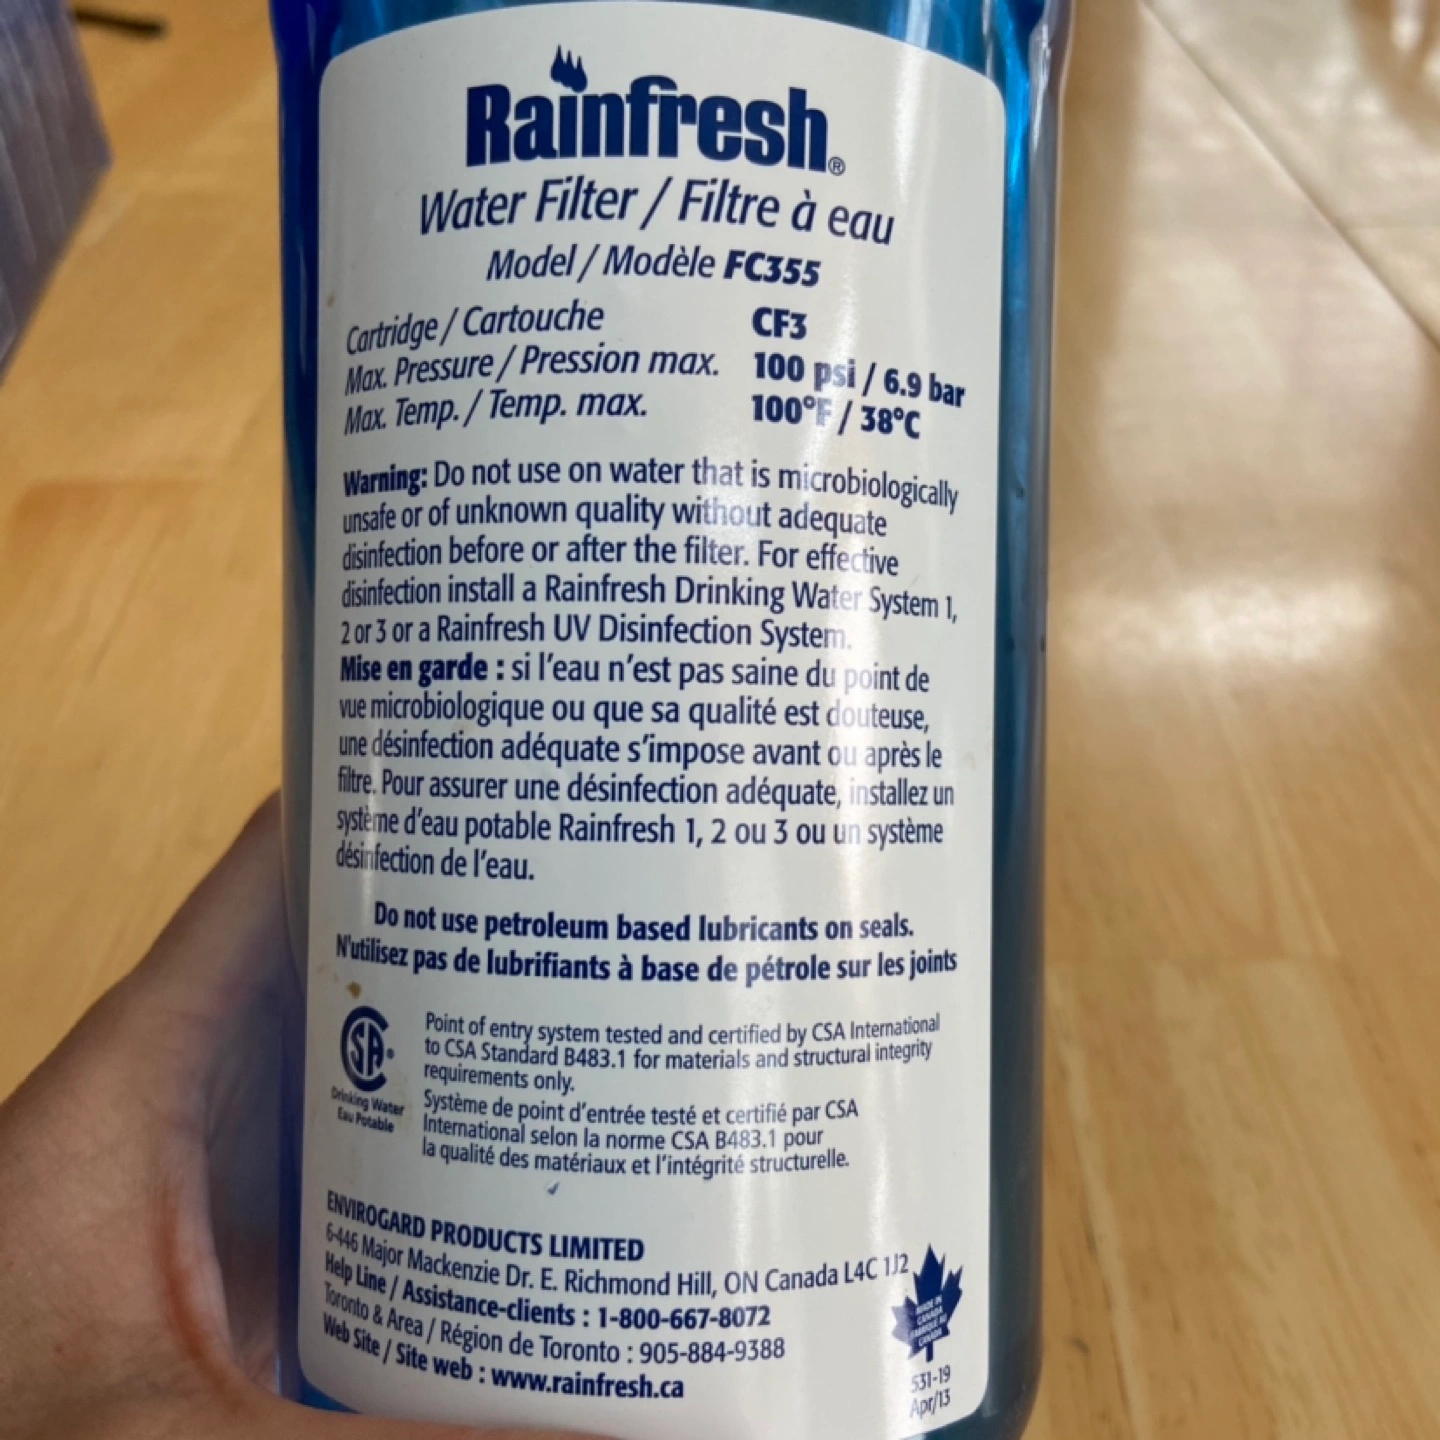 Rainfresh®
Water Filter / Filtre à eau
Model / Modèle FC355
Cartridge / Cartouche CF3
Max. Pressure / Pression max. 100 psi / 6.9 bar
Max. Temp. / Temp. max. 100°F / 38°C
Warning: Do not use on water that is microbiologically
unsafe or of unknown quality without adequate
disinfection before or after the filter. For effective
disinfection install a Rainfresh Drinking Water System 1,
2 or 3 or a Rainfresh UV Disinfection System.
Mise en garde : si l'eau n'est pas saine du point de
vue microbiologique ou que sa qualité est douteuse,
une désinfection adéquate s'impose avant ou après le
filtre. Pour assurer une désinfection adéquate, installez un
système d'eau potable Rainfresh 1, 2 ou 3 ou un système
désinfection de l'eau.
Do not use petroleum based lubricants on seals.
N'utilisez pas de lubrifiants à base de pétrole sur les joints
CSA®
Drinking Water
Eau Potable
Point of entry system tested and certified by CSA International
to CSA Standard B483.1 for materials and structural integrity
requirements only.
Système de point d'entrée testé et certifié par CSA
International selon la norme CSA B483.1 pour
la qualité des matériaux et l'intégrité structurelle.
ENVIROGARD PRODUCTS LIMITED
6-446 Major Mackenzie Dr. E. Richmond Hill, ON Canada L4C 1J2
Help Line / Assistance-clients : 1-800-667-8072
Toronto & Area / Région de Toronto : 905-884-9388
Web Site / Site web : www.rainfresh.ca
MADE IN
CANADA
FABRIQUÉ AU
CANADA
531-19
Apr/13